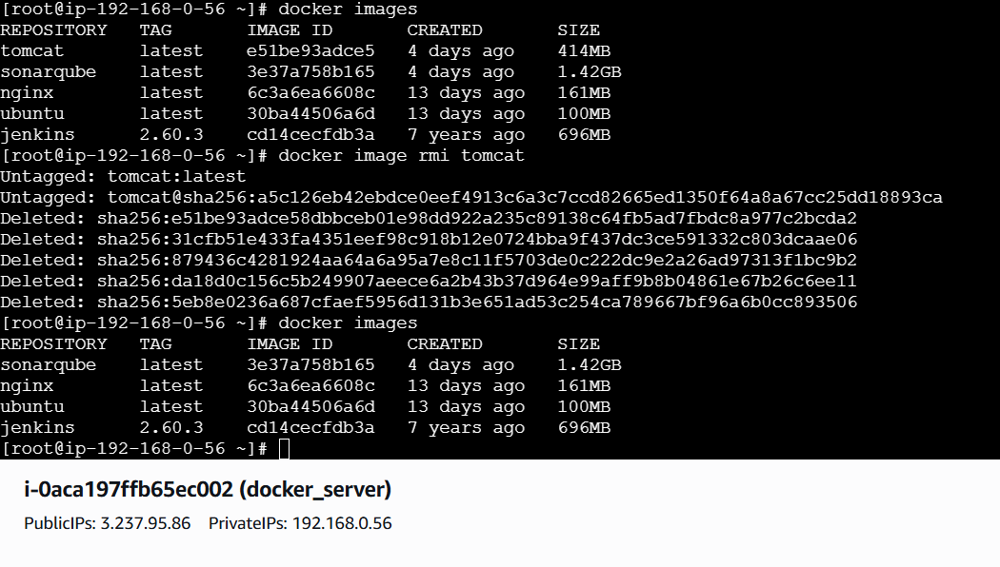 [root@ip-192-168-0-56 ~]# docker images
REPOSITORY   TAG       IMAGE ID       CREATED       SIZE
tomcat       latest    e51be93adce5   4 days ago    414MB
sonarqube    latest    3e37a758b165   4 days ago    1.42GB
nginx        latest    6c3a6ea6608c   13 days ago   161MB
ubuntu       latest    30ba44506a6d   13 days ago   100MB
jenkins      2.60.3    cd14cecfdb3a   7 years ago   696MB
[root@ip-192-168-0-56 ~]# docker image rmi tomcat
Untagged: tomcat:latest
Untagged: tomcat@sha256:a5c126eb42ebdce0eef4913c6a3c7ccd82665ed1350f64a8a67cc25dd18893ca
Deleted: sha256:e51be93adce58dbbceb01e98dd922a235c89138c64fb5ad7fbdc8a977c2bcda2
Deleted: sha256:31cfb51e433fa4351eef98c918b12e0724bba9f437dc3ce591332c803dcaae06
Deleted: sha256:879436c4281924aa64a6a95a7e8c11f5703de0c222dc9e2a26ad97313f1bc9b2
Deleted: sha256:da18d0c156c5b249907aeece6a2b43b37d964e99aff9b8b04861e67b26c6ee11
Deleted: sha256:5eb8e0236a687cfaef5956d131b3e651ad53c254ca789667bf96a6b0cc893506
[root@ip-192-168-0-56 ~]# docker images
REPOSITORY   TAG       IMAGE ID       CREATED       SIZE
sonarqube    latest    3e37a758b165   4 days ago    1.42GB
nginx        latest    6c3a6ea6608c   13 days ago   161MB
ubuntu       latest    30ba44506a6d   13 days ago   100MB
jenkins      2.60.3    cd14cecfdb3a   7 years ago   696MB
[root@ip-192-168-0-56 ~]#
i-0aca197ffb65ec002 (docker_server)
PublicIPs: 3.237.95.86   PrivateIPs: 192.168.0.56